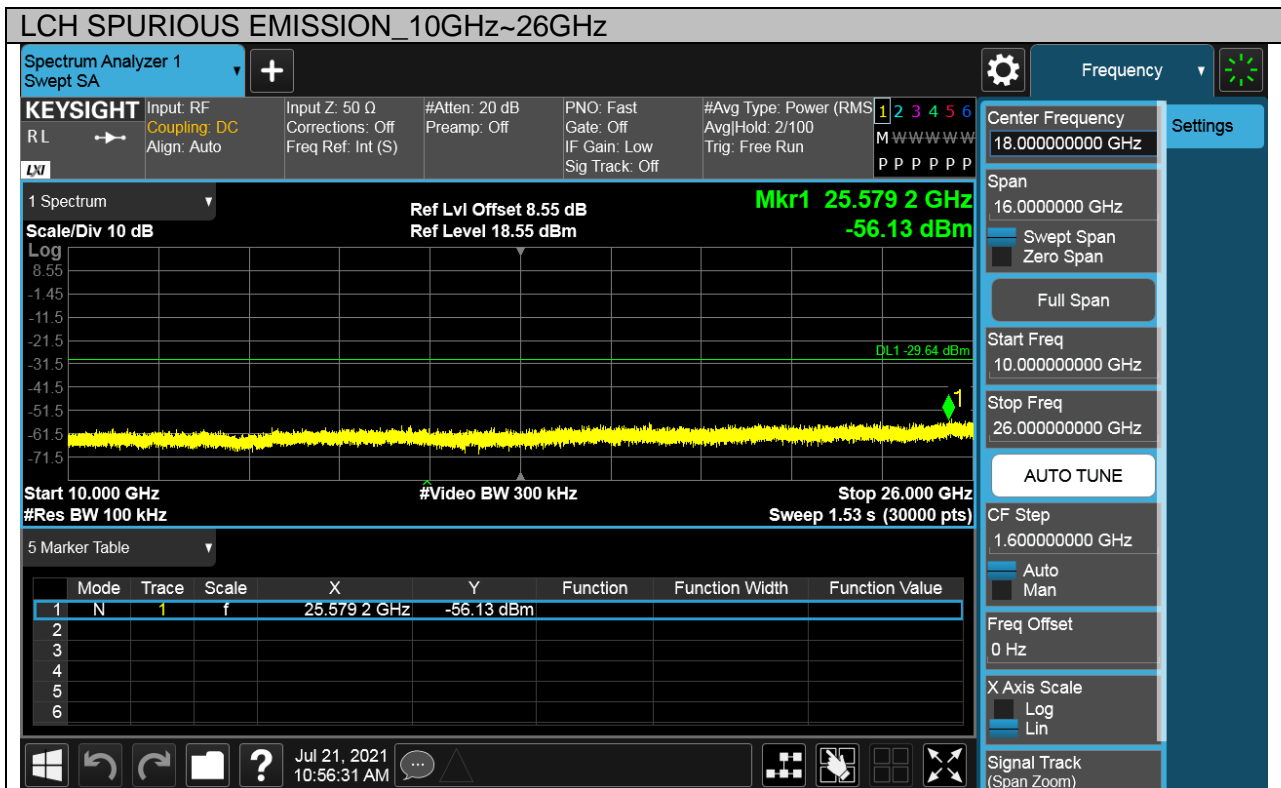 LCH SPURIOUS EMISSION_10GHz~26GHz
Spectrum Analyzer 1
Swept SA
+
Frequency
KEYSIGHT
RL
LXI
Input: RF
Coupling: DC
Align: Auto
Input Z: 50 Ω
Corrections: Off
Freq Ref: Int (S)
#Atten: 20 dB
Preamp: Off
PNO: Fast
Gate: Off
IF Gain: Low
Sig Track: Off
#Avg Type: Power (RMS
Avg|Hold: 2/100
Trig: Free Run
1 2 3 4 5 6
M W W W W W
P P P P P P
1 Spectrum
Scale/Div 10 dB
Ref Lvl Offset 8.55 dB
Ref Level 18.55 dBm
Mkr1 25.579 2 GHz
-56.13 dBm
Log
8.55
-1.45
-11.5
-21.5
-31.5
-41.5
-51.5
-61.5
-71.5
DL1 -29.64 dBm
1
Start 10.000 GHz
#Res BW 100 kHz
#Video BW 300 kHz
Stop 26.000 GHz
Sweep 1.53 s (30000 pts)
5 Marker Table
Mode Trace Scale X Y Function Function Width Function Value
1 N 1 f 25.579 2 GHz -56.13 dBm
2
3
4
5
6
Jul 21, 2021
10:56:31 AM
?
Center Frequency
18.000000000 GHz
Settings
Span
16.0000000 GHz
Swept Span
Zero Span
Full Span
Start Freq
10.000000000 GHz
Stop Freq
26.000000000 GHz
AUTO TUNE
CF Step
1.600000000 GHz
Auto
Man
Freq Offset
0 Hz
X Axis Scale
Log
Lin
Signal Track
(Span Zoom)